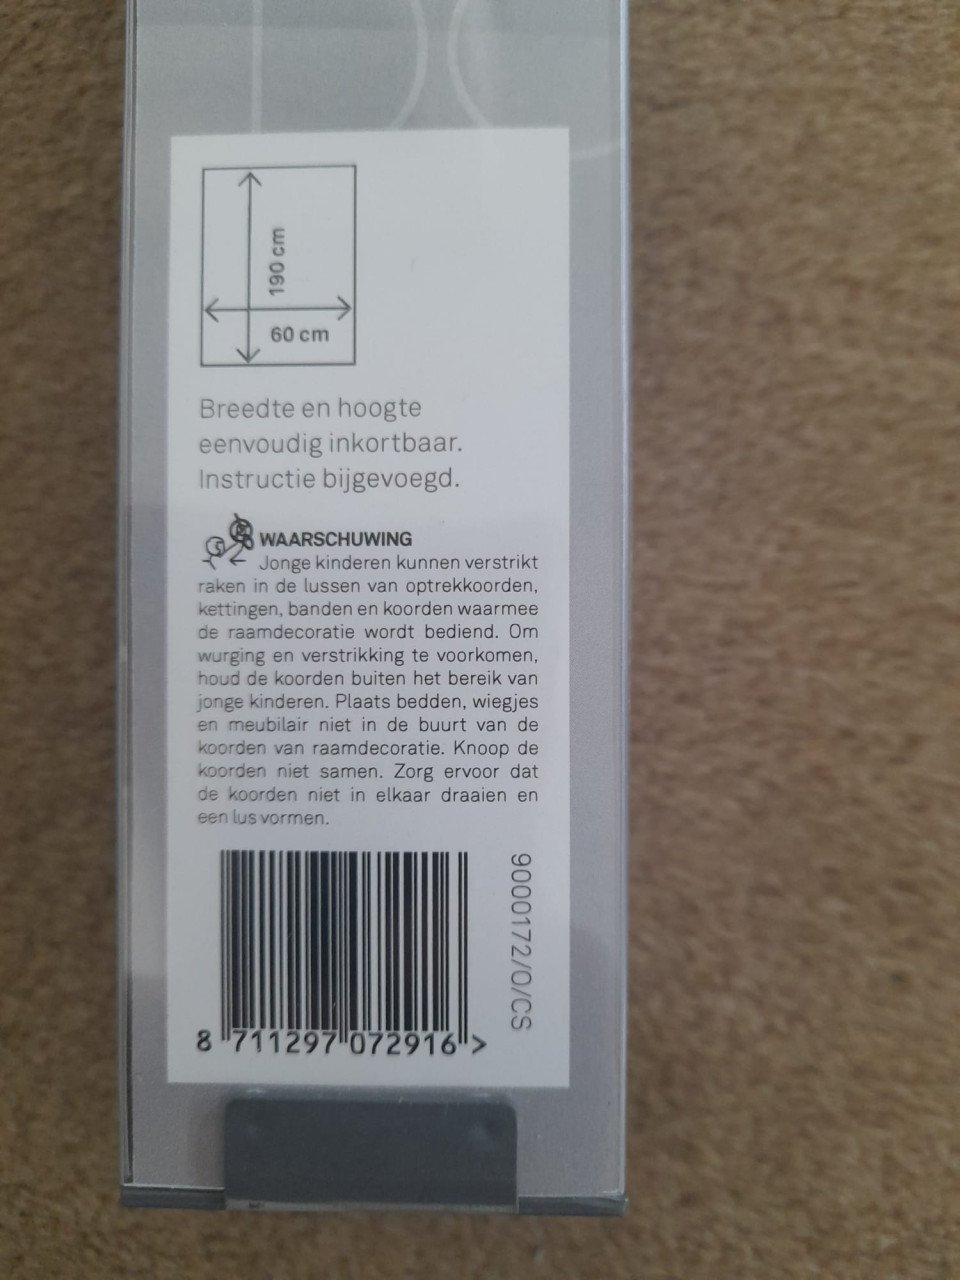 190 cm
60 cm
Breedte en hoogte
eenvoudig inkortbaar.
Instructie bijgevoegd.
WAARSCHUWING
Jonge kinderen kunnen verstrikt
raken in de lussen van optrekkoorden,
kettingen, banden en koorden waarmee
de raamdecoratie wordt bediend. Om
wurging en verstrikking te voorkomen,
houd de koorden buiten het bereik van
jonge kinderen. Plaats bedden, wiegjes
en meubilair niet in de buurt van de
koorden van raamdecoratie. Knoop de
koorden niet samen. Zorg ervoor dat
de koorden niet in elkaar draaien en
een lus vormen.
9000172/0/CS
8 711297 072916 >